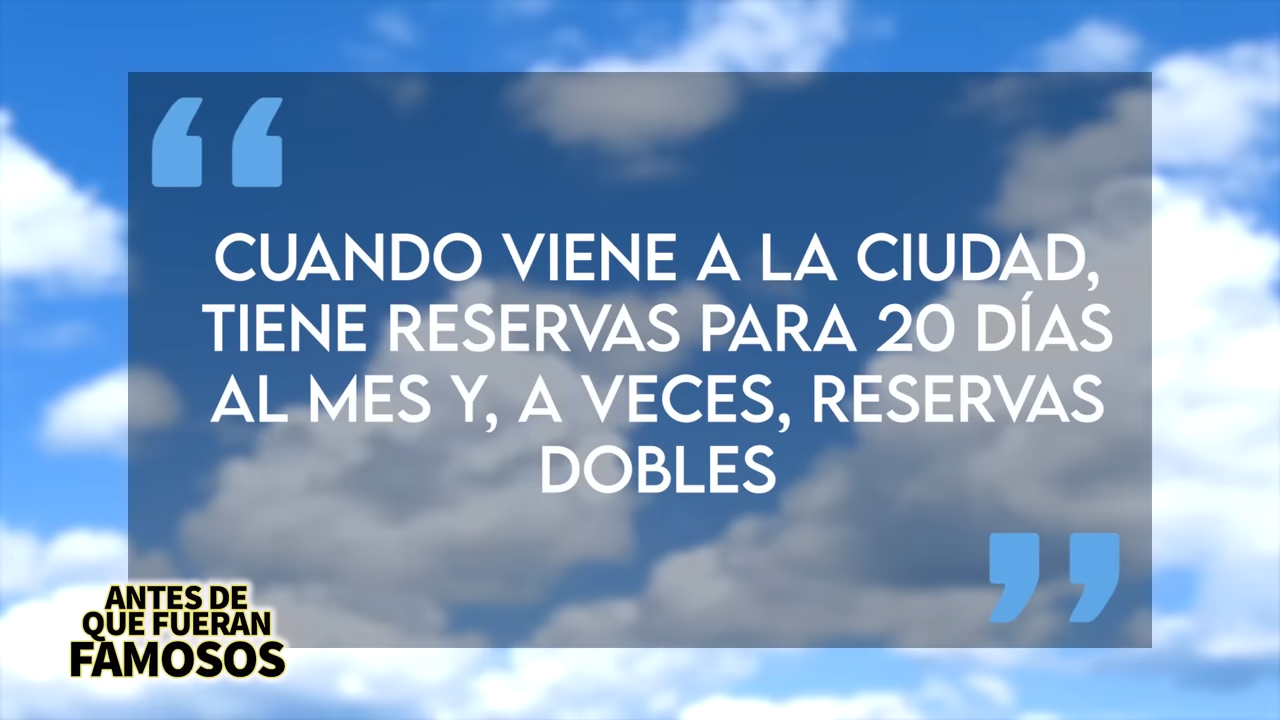 “
CUANDO VIENE A LA CIUDAD,
TIENE RESERVAS PARA 20 DÍAS
AL MES Y, A VECES, RESERVAS
DOBLES
”
ANTES DE
QUE FUERAN
FAMOSOS